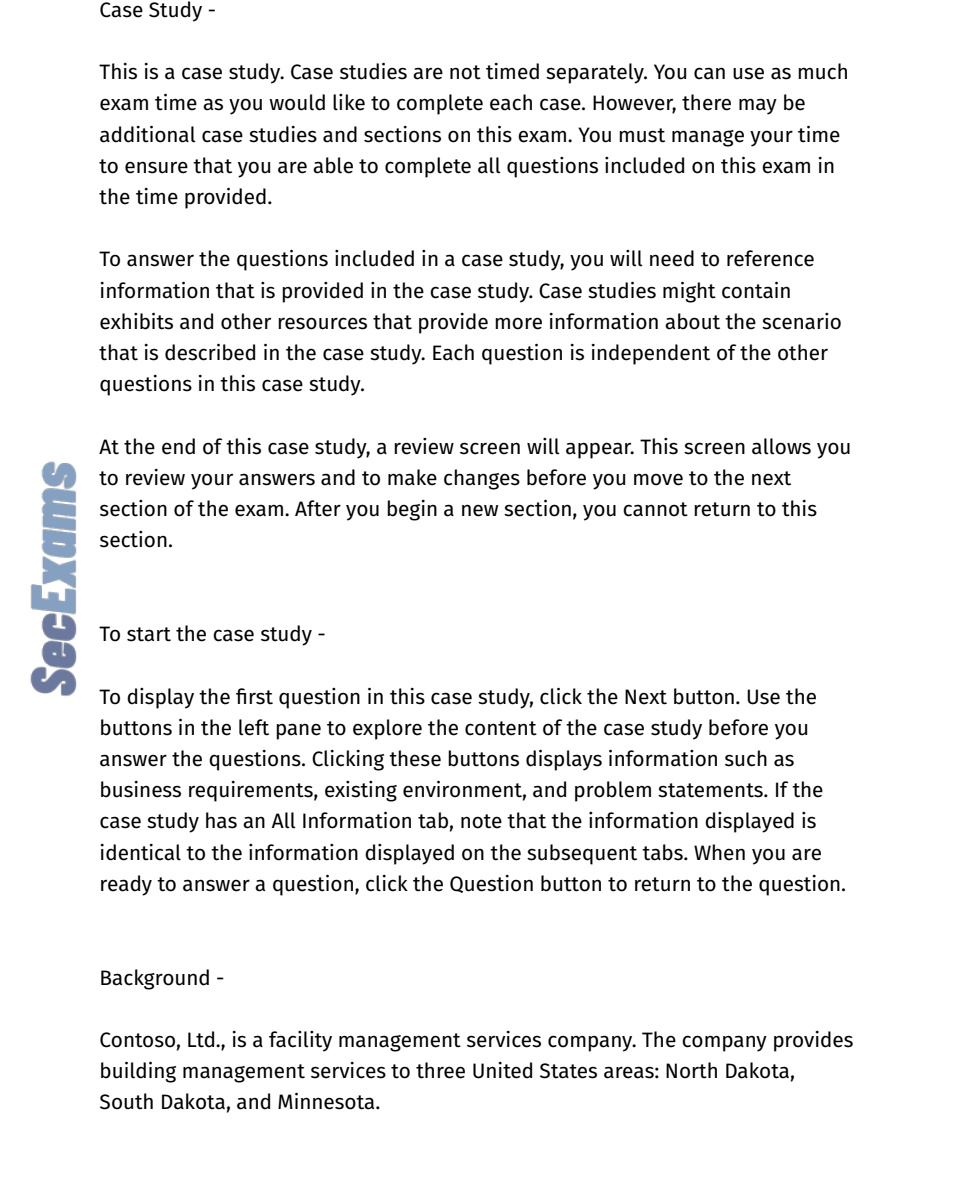 Case Study -
This is a case study. Case studies are not timed separately. You can use as much
exam time as you would like to complete each case. However, there may be
additional case studies and sections on this exam. You must manage your time
to ensure that you are able to complete all questions included on this exam in
the time provided.
To answer the questions included in a case study, you will need to reference
information that is provided in the case study. Case studies might contain
exhibits and other resources that provide more information about the scenario
that is described in the case study. Each question is independent of the other
questions in this case study.
At the end of this case study, a review screen will appear. This screen allows you
to review your answers and to make changes before you move to the next
section of the exam. After you begin a new section, you cannot return to this
section.
SecExams
To start the case study -
To display the first question in this case study, click the Next button. Use the
buttons in the left pane to explore the content of the case study before you
answer the questions. Clicking these buttons displays information such as
business requirements, existing environment, and problem statements. If the
case study has an All Information tab, note that the information displayed is
identical to the information displayed on the subsequent tabs. When you are
ready to answer a question, click the Question button to return to the question.
Background -
Contoso, Ltd., is a facility management services company. The company provides
building management services to three United States areas: North Dakota,
South Dakota, and Minnesota.